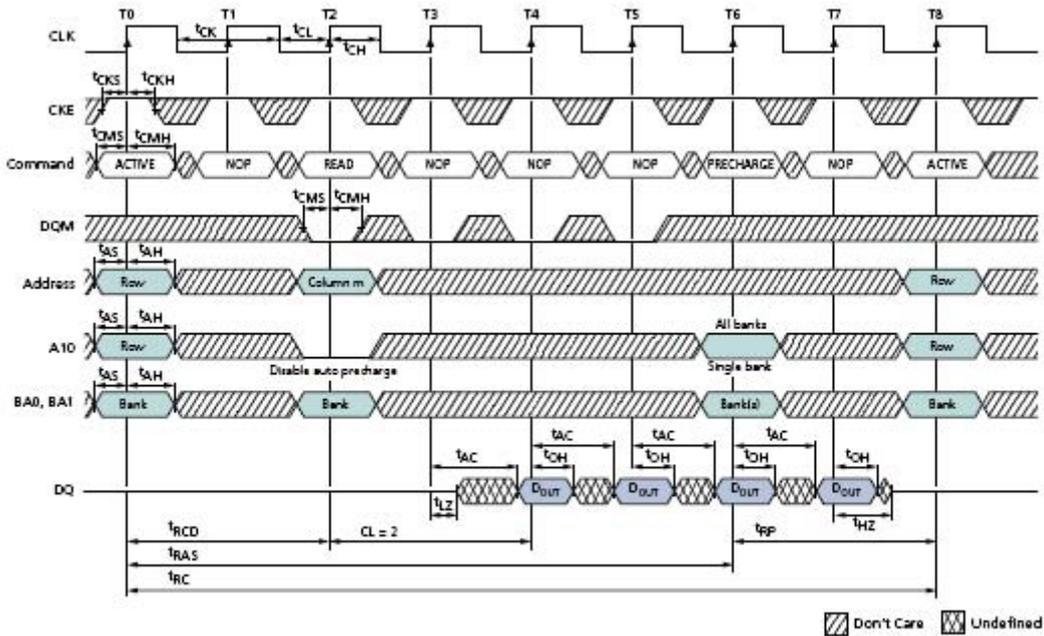 T0 T1 T2 T3 T4 T5 T6 T7 T8
CLK
tCK tCL tCH
tCKS tCKH
CKE
tCMS tCMH
Command ACTIVE NOP READ NOP NOP NOP PRECHARGE NOP ACTIVE
tCMS tCMH
DQM
tAS tAH
Address Row Column m Row
tAS tAH All banks
A10 Row Row
Disable auto precharge Single bank
tAS tAH
BA0, BA1 Bank Bank Bank(s) Bank
tAC tAC tAC tAC
tOH tOH tOH tOH
DQ DOUT DOUT DOUT DOUT
tLZ tHZ
tRCD CL = 2 tRP
tRAS
tRC
Don't Care Undefined